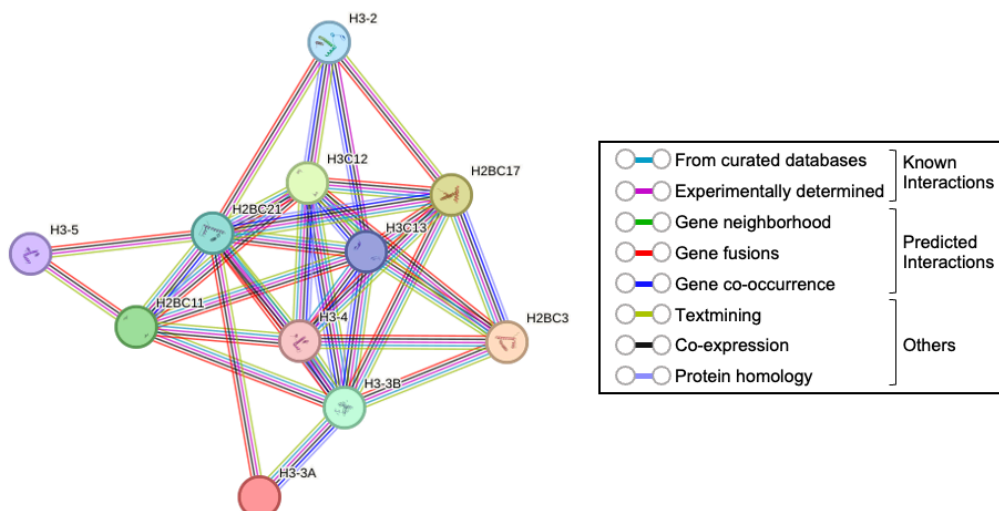 H3-2
H3C12
H2BC17
H2BC21
H3C13
H3-5
H2BC11
H3-4
H2BC3
H3-3B
H3-3A
From curated databases
Experimentally determined
Known
Interactions
Gene neighborhood
Gene fusions
Gene co-occurrence
Predicted
Interactions
Textmining
Co-expression
Protein homology
Others